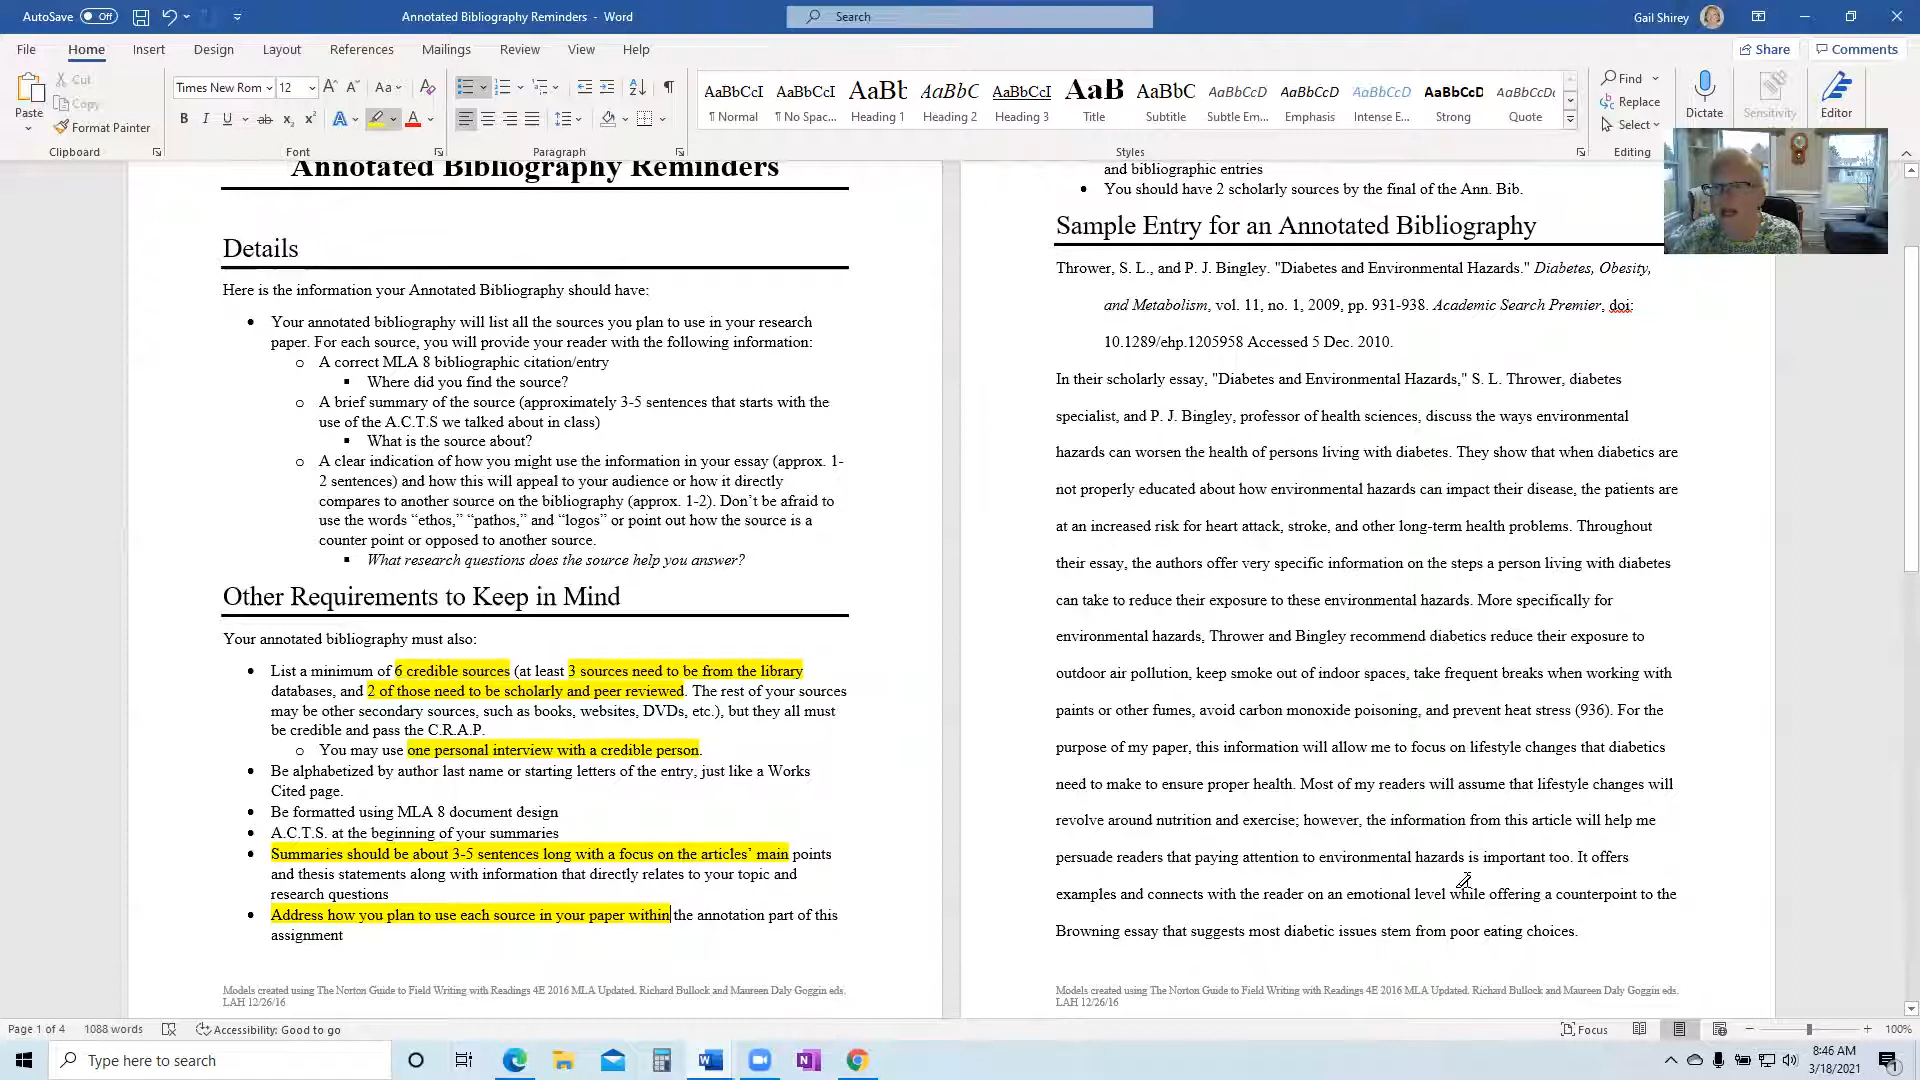 AutoSave Off
Annotated Bibliography Reminders - Word
Search
Gail Shirey
File Home Insert Design Layout References Mailings Review View Help
Share Comments
Paste
Cut
Copy
Format Painter
Clipboard
Times New Rom 12
Font
Paragraph
AaBbCcI AaBbCcI AaBb AaBbC AaBbCcI AaB AaBbC AaBbCcD AaBbCcD AaBbCcD AaBbCcD AaBbCcD
¶ Normal ¶ No Spac... Heading 1 Heading 2 Heading 3 Title Subtitle Subtle Em... Emphasis Intense E... Strong Quote
Styles
Find
Replace
Select
Editing
Dictate Sensitivity Editor
Annotated Bibliography Reminders
Details
Here is the information your Annotated Bibliography should have:
• Your annotated bibliography will list all the sources you plan to use in your research
paper. For each source, you will provide your reader with the following information:
o A correct MLA 8 bibliographic citation/entry
▪ Where did you find the source?
o A brief summary of the source (approximately 3-5 sentences that starts with the
use of the A.C.T.S we talked about in class)
▪ What is the source about?
o A clear indication of how you might use the information in your essay (approx. 1-
2 sentences) and how this will appeal to your audience or how it directly
compares to another source on the bibliography (approx. 1-2). Don’t be afraid to
use the words “ethos,” “pathos,” and “logos” or point out how the source is a
counter point or opposed to another source.
▪ What research questions does the source help you answer?
Other Requirements to Keep in Mind
Your annotated bibliography must also:
• List a minimum of 6 credible sources (at least 3 sources need to be from the library
databases, and 2 of those need to be scholarly and peer reviewed. The rest of your sources
may be other secondary sources, such as books, websites, DVDs, etc.), but they all must
be credible and pass the C.R.A.P.
o You may use one personal interview with a credible person.
• Be alphabetized by author last name or starting letters of the entry, just like a Works
Cited page.
• Be formatted using MLA 8 document design
• A.C.T.S. at the beginning of your summaries
• Summaries should be about 3-5 sentences long with a focus on the articles’ main points
and thesis statements along with information that directly relates to your topic and
research questions
• Address how you plan to use each source in your paper within the annotation part of this
assignment
Models created using The Norton Guide to Field Writing with Readings 4E 2016 MLA Updated. Richard Bullock and Maureen Daly Goggin eds.
LAH 12/26/16
and bibliographic entries
• You should have 2 scholarly sources by the final of the Ann. Bib.
Sample Entry for an Annotated Bibliography
Thrower, S. L., and P. J. Bingley. "Diabetes and Environmental Hazards." Diabetes, Obesity,
and Metabolism, vol. 11, no. 1, 2009, pp. 931-938. Academic Search Premier, doi:
10.1289/ehp.1205958 Accessed 5 Dec. 2010.
In their scholarly essay, "Diabetes and Environmental Hazards," S. L. Thrower, diabetes
specialist, and P. J. Bingley, professor of health sciences, discuss the ways environmental
hazards can worsen the health of persons living with diabetes. They show that when diabetics are
not properly educated about how environmental hazards can impact their disease, the patients are
at an increased risk for heart attack, stroke, and other long-term health problems. Throughout
their essay, the authors offer very specific information on the steps a person living with diabetes
can take to reduce their exposure to these environmental hazards. More specifically for
environmental hazards, Thrower and Bingley recommend diabetics reduce their exposure to
outdoor air pollution, keep smoke out of indoor spaces, take frequent breaks when working with
paints or other fumes, avoid carbon monoxide poisoning, and prevent heat stress (936). For the
purpose of my paper, this information will allow me to focus on lifestyle changes that diabetics
need to make to ensure proper health. Most of my readers will assume that lifestyle changes will
revolve around nutrition and exercise; however, the information from this article will help me
persuade readers that paying attention to environmental hazards is important too. It offers
examples and connects with the reader on an emotional level while offering a counterpoint to the
Browning essay that suggests most diabetic issues stem from poor eating choices.
Models created using The Norton Guide to Field Writing with Readings 4E 2016 MLA Updated. Richard Bullock and Maureen Daly Goggin eds.
LAH 12/26/16
Page 1 of 4 1088 words Accessibility: Good to go
Focus 100%
Type here to search
8:46 AM
3/18/2021